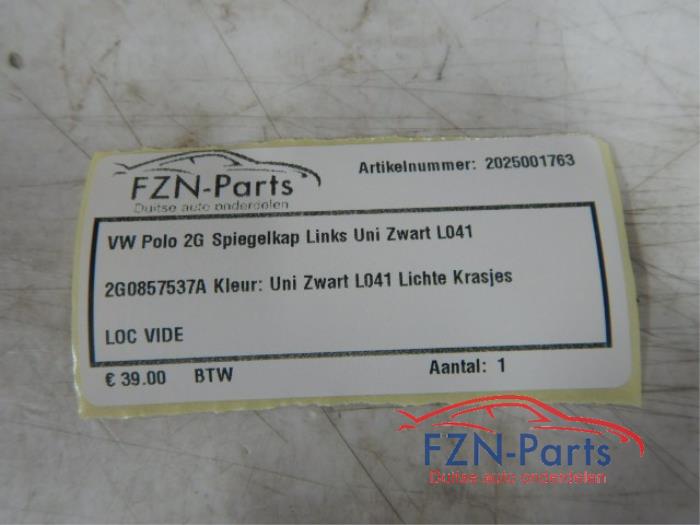 FZN-Parts
Duitse auto onderdelen
Artikelnummer: 2025001763
VW Polo 2G Spiegelkap Links Uni Zwart L041
2G0857537A Kleur: Uni Zwart L041 Lichte Krasjes
LOC VIDE
€ 39.00 BTW Aantal: 1
FZN-Parts
Duitse auto onderdelen